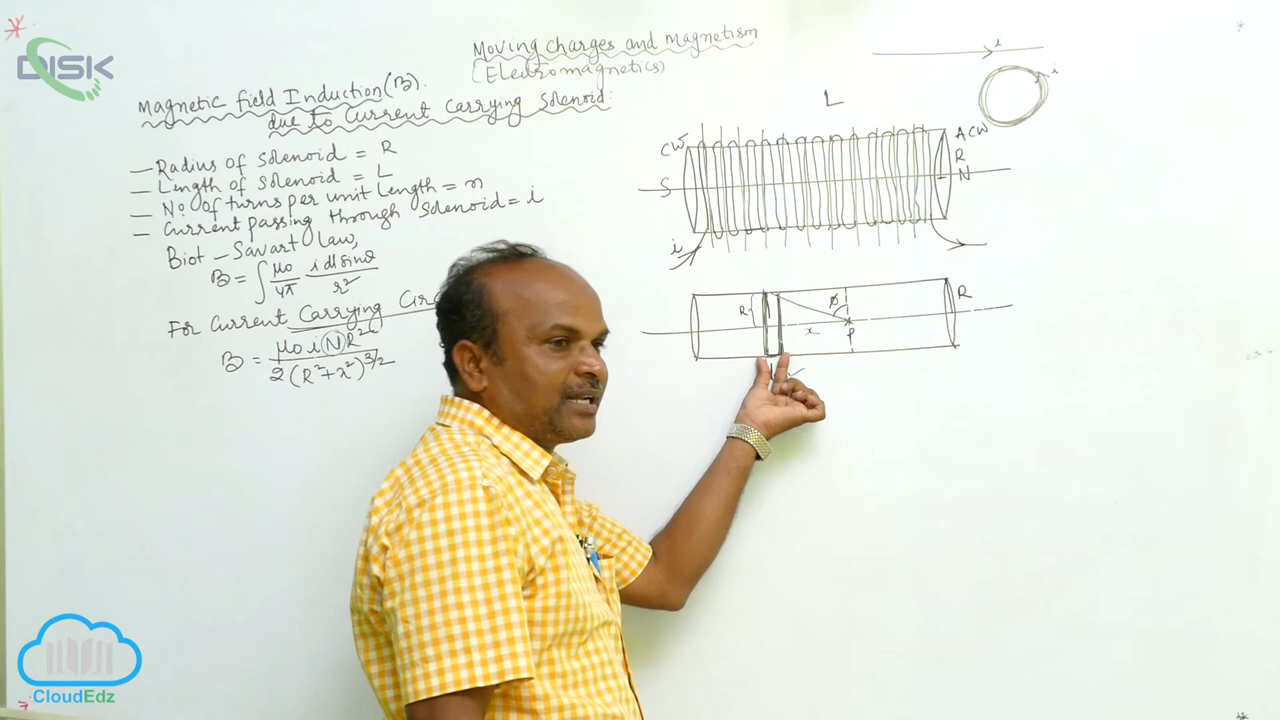 DISK
Moving charges and magnetism
(Electromagnetics)
Magnetic field Induction (B).
due to Current Carrying Solenoid:
— Radius of Solenoid = R
— Length of Solenoid = L
— No of turns per unit Length = n
— Current passing through Solenoid = i
Biot – Savart law,
B = ∫ μ0/4π i dl sinθ/r²
For Current Carrying Circ
B = μ0 i N R²/2(R²+x²)^3/2
i
i
L
CW
ACW
R
S
N
i
R
φ
R
x
P
CloudEdz